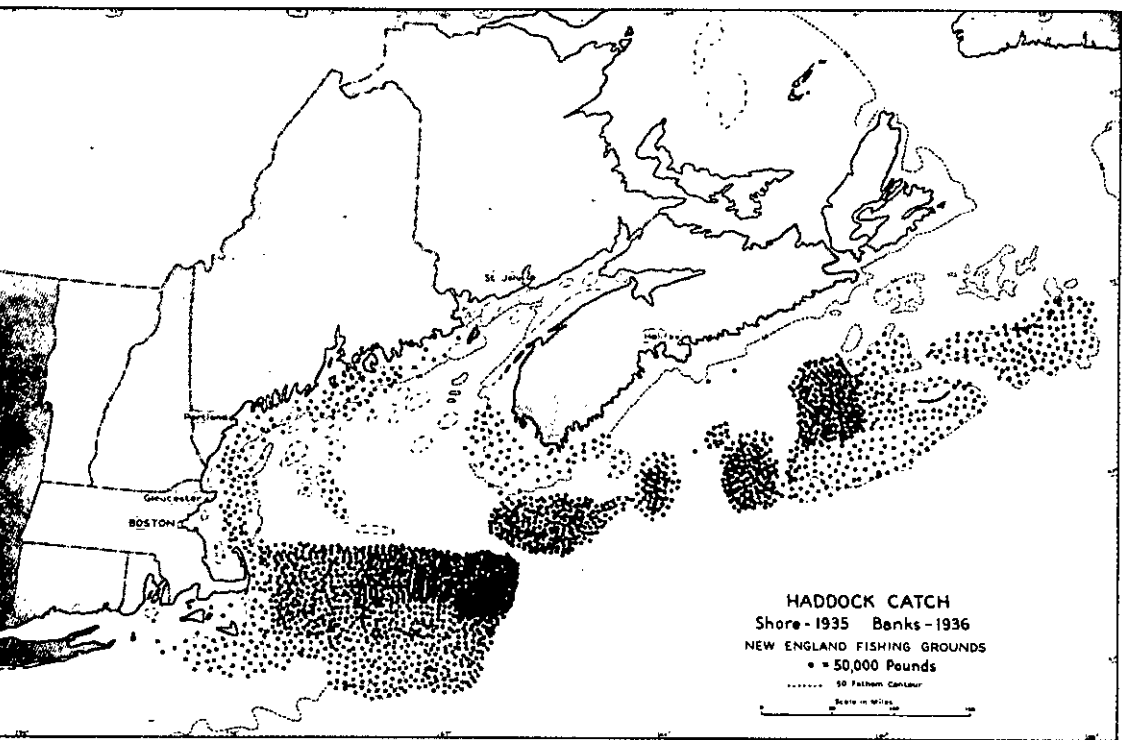 St. John
Halifax
Portland
Gloucester
BOSTON
HADDOCK CATCH
Shore - 1935 Banks - 1936
NEW ENGLAND FISHING GROUNDS
• = 50,000 Pounds
50 Fathom Contour
Scale in Miles